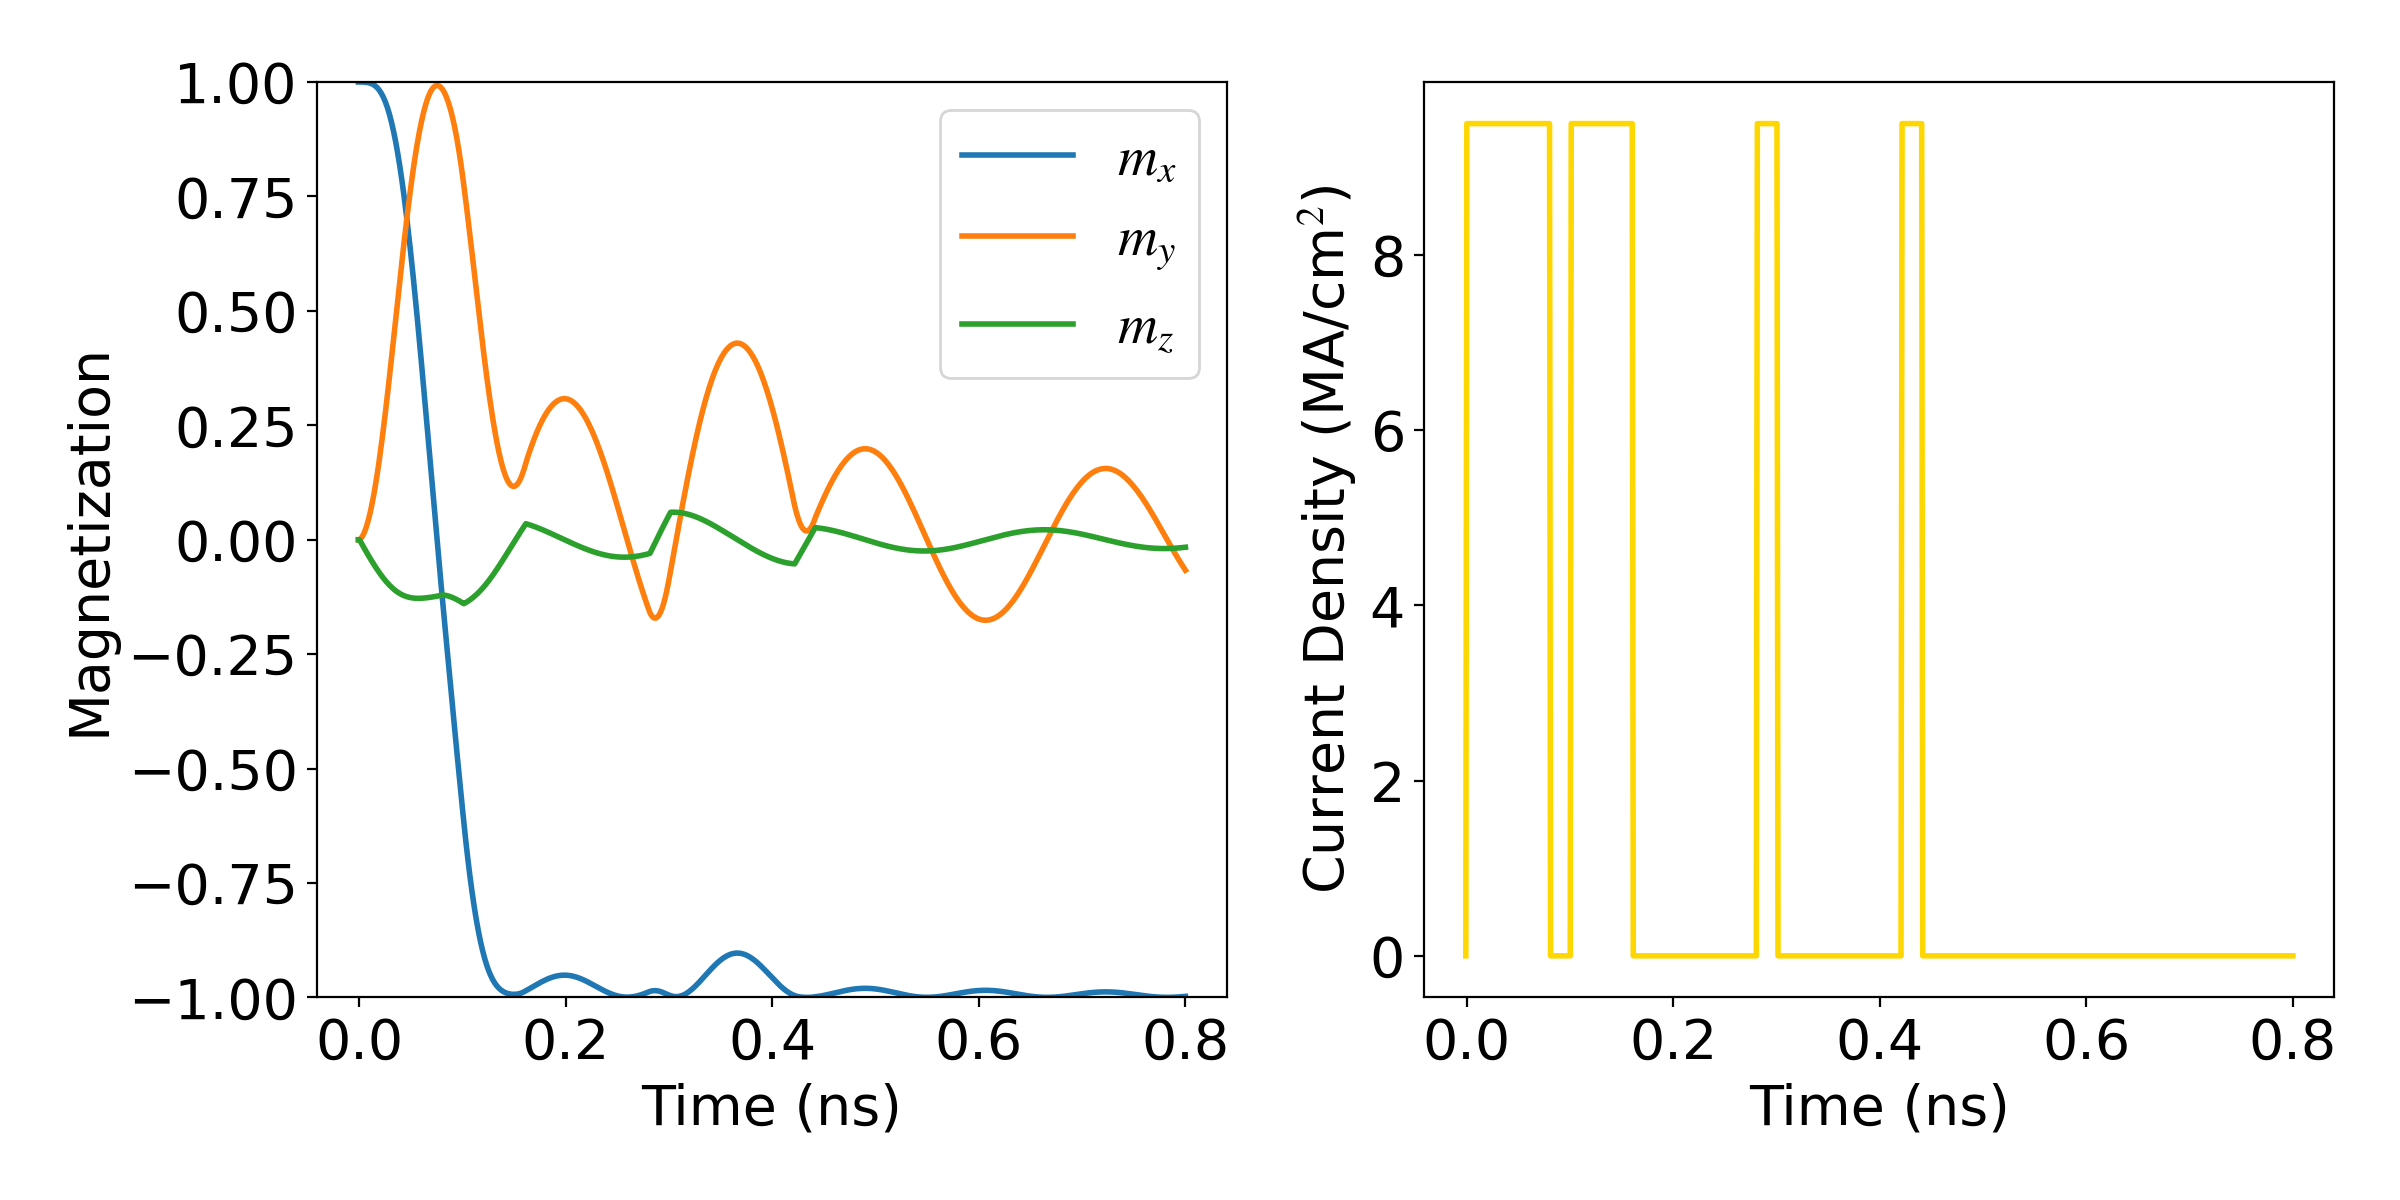 1.00
0.75
0.50
0.25
0.00
−0.25
−0.50
−0.75
−1.00
Magnetization
0.0 0.2 0.4 0.6 0.8
Time (ns)
m_x
m_y
m_z
8
6
4
2
0
Current Density (MA/cm²)
0.0 0.2 0.4 0.6 0.8
Time (ns)